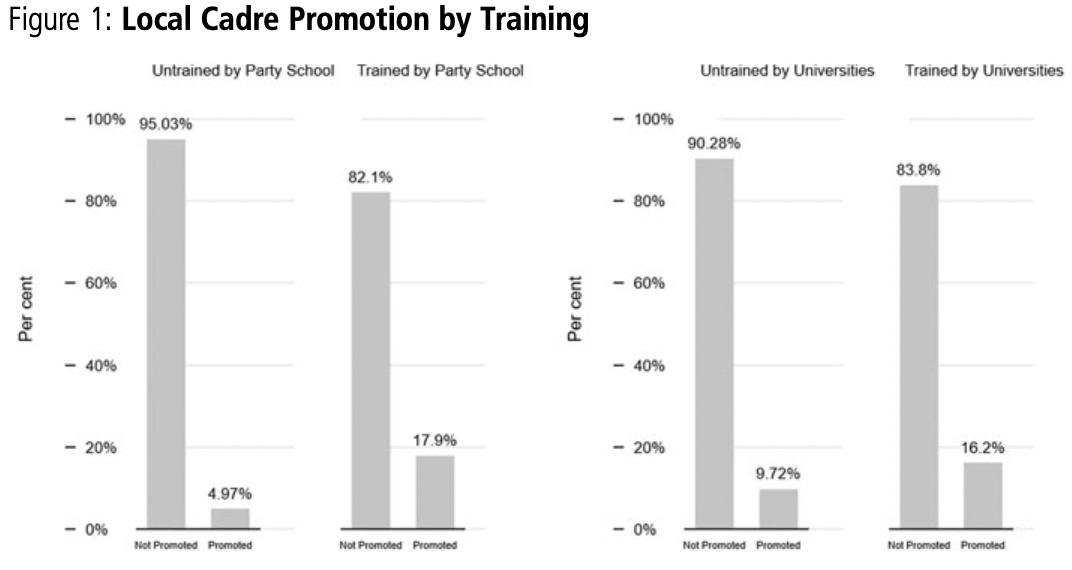 Figure 1: Local Cadre Promotion by Training
Untrained by Party School Trained by Party School
100% 95.03%
82.1%
80%
60%
Per cent
40%
20% 17.9%
4.97%
0%
Not Promoted Promoted Not Promoted Promoted
Untrained by Universities Trained by Universities
100%
90.28%
83.8%
80%
60%
Per cent
40%
20% 16.2%
9.72%
0%
Not Promoted Promoted Not Promoted Promoted